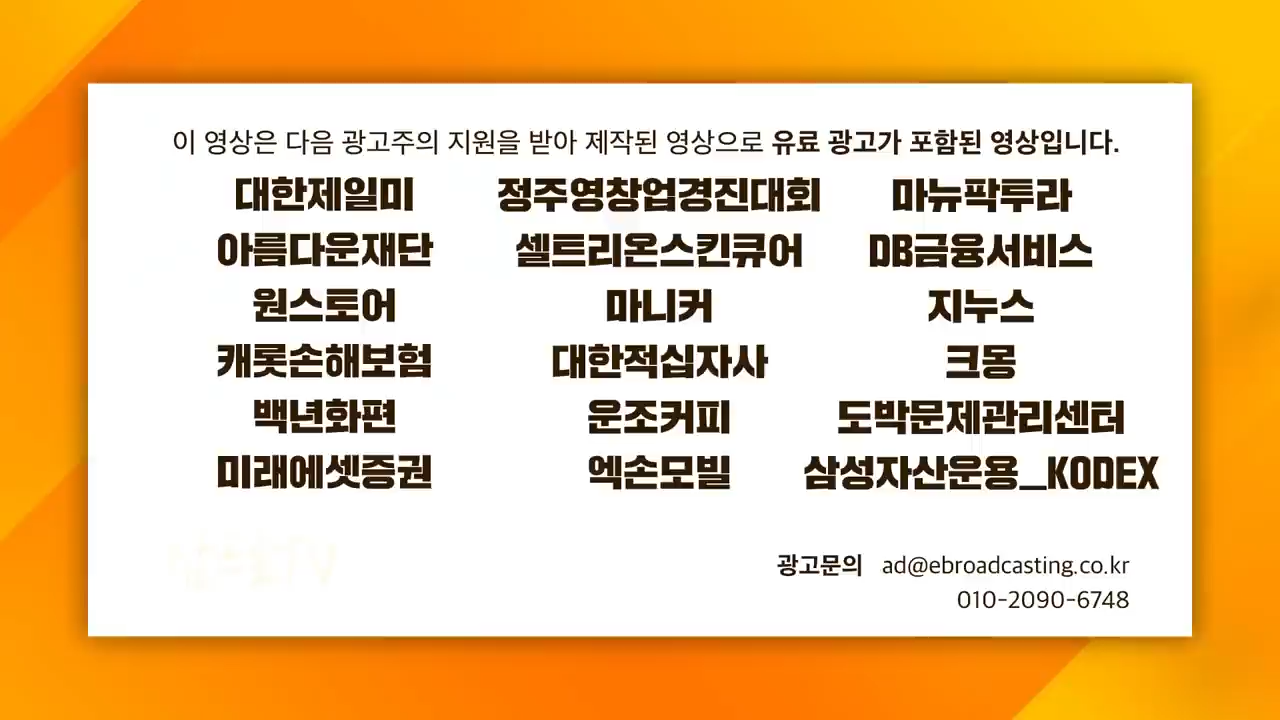 이 영상은 다음 광고주의 지원을 받아 제작된 영상으로 유료 광고가 포함된 영상입니다.
대한제일미 정주영창업경진대회 마뉴팍투라
아름다운재단 셀트리온스킨큐어 DB금융서비스
원스토어 마니커 지누스
캐롯손해보험 대한적십자사 크몽
백년화편 운조커피 도박문제관리센터
미래에셋증권 엑손모빌 삼성자산운용_KODEX
광고문의 ad@ebroadcasting.co.kr
010-2090-6748